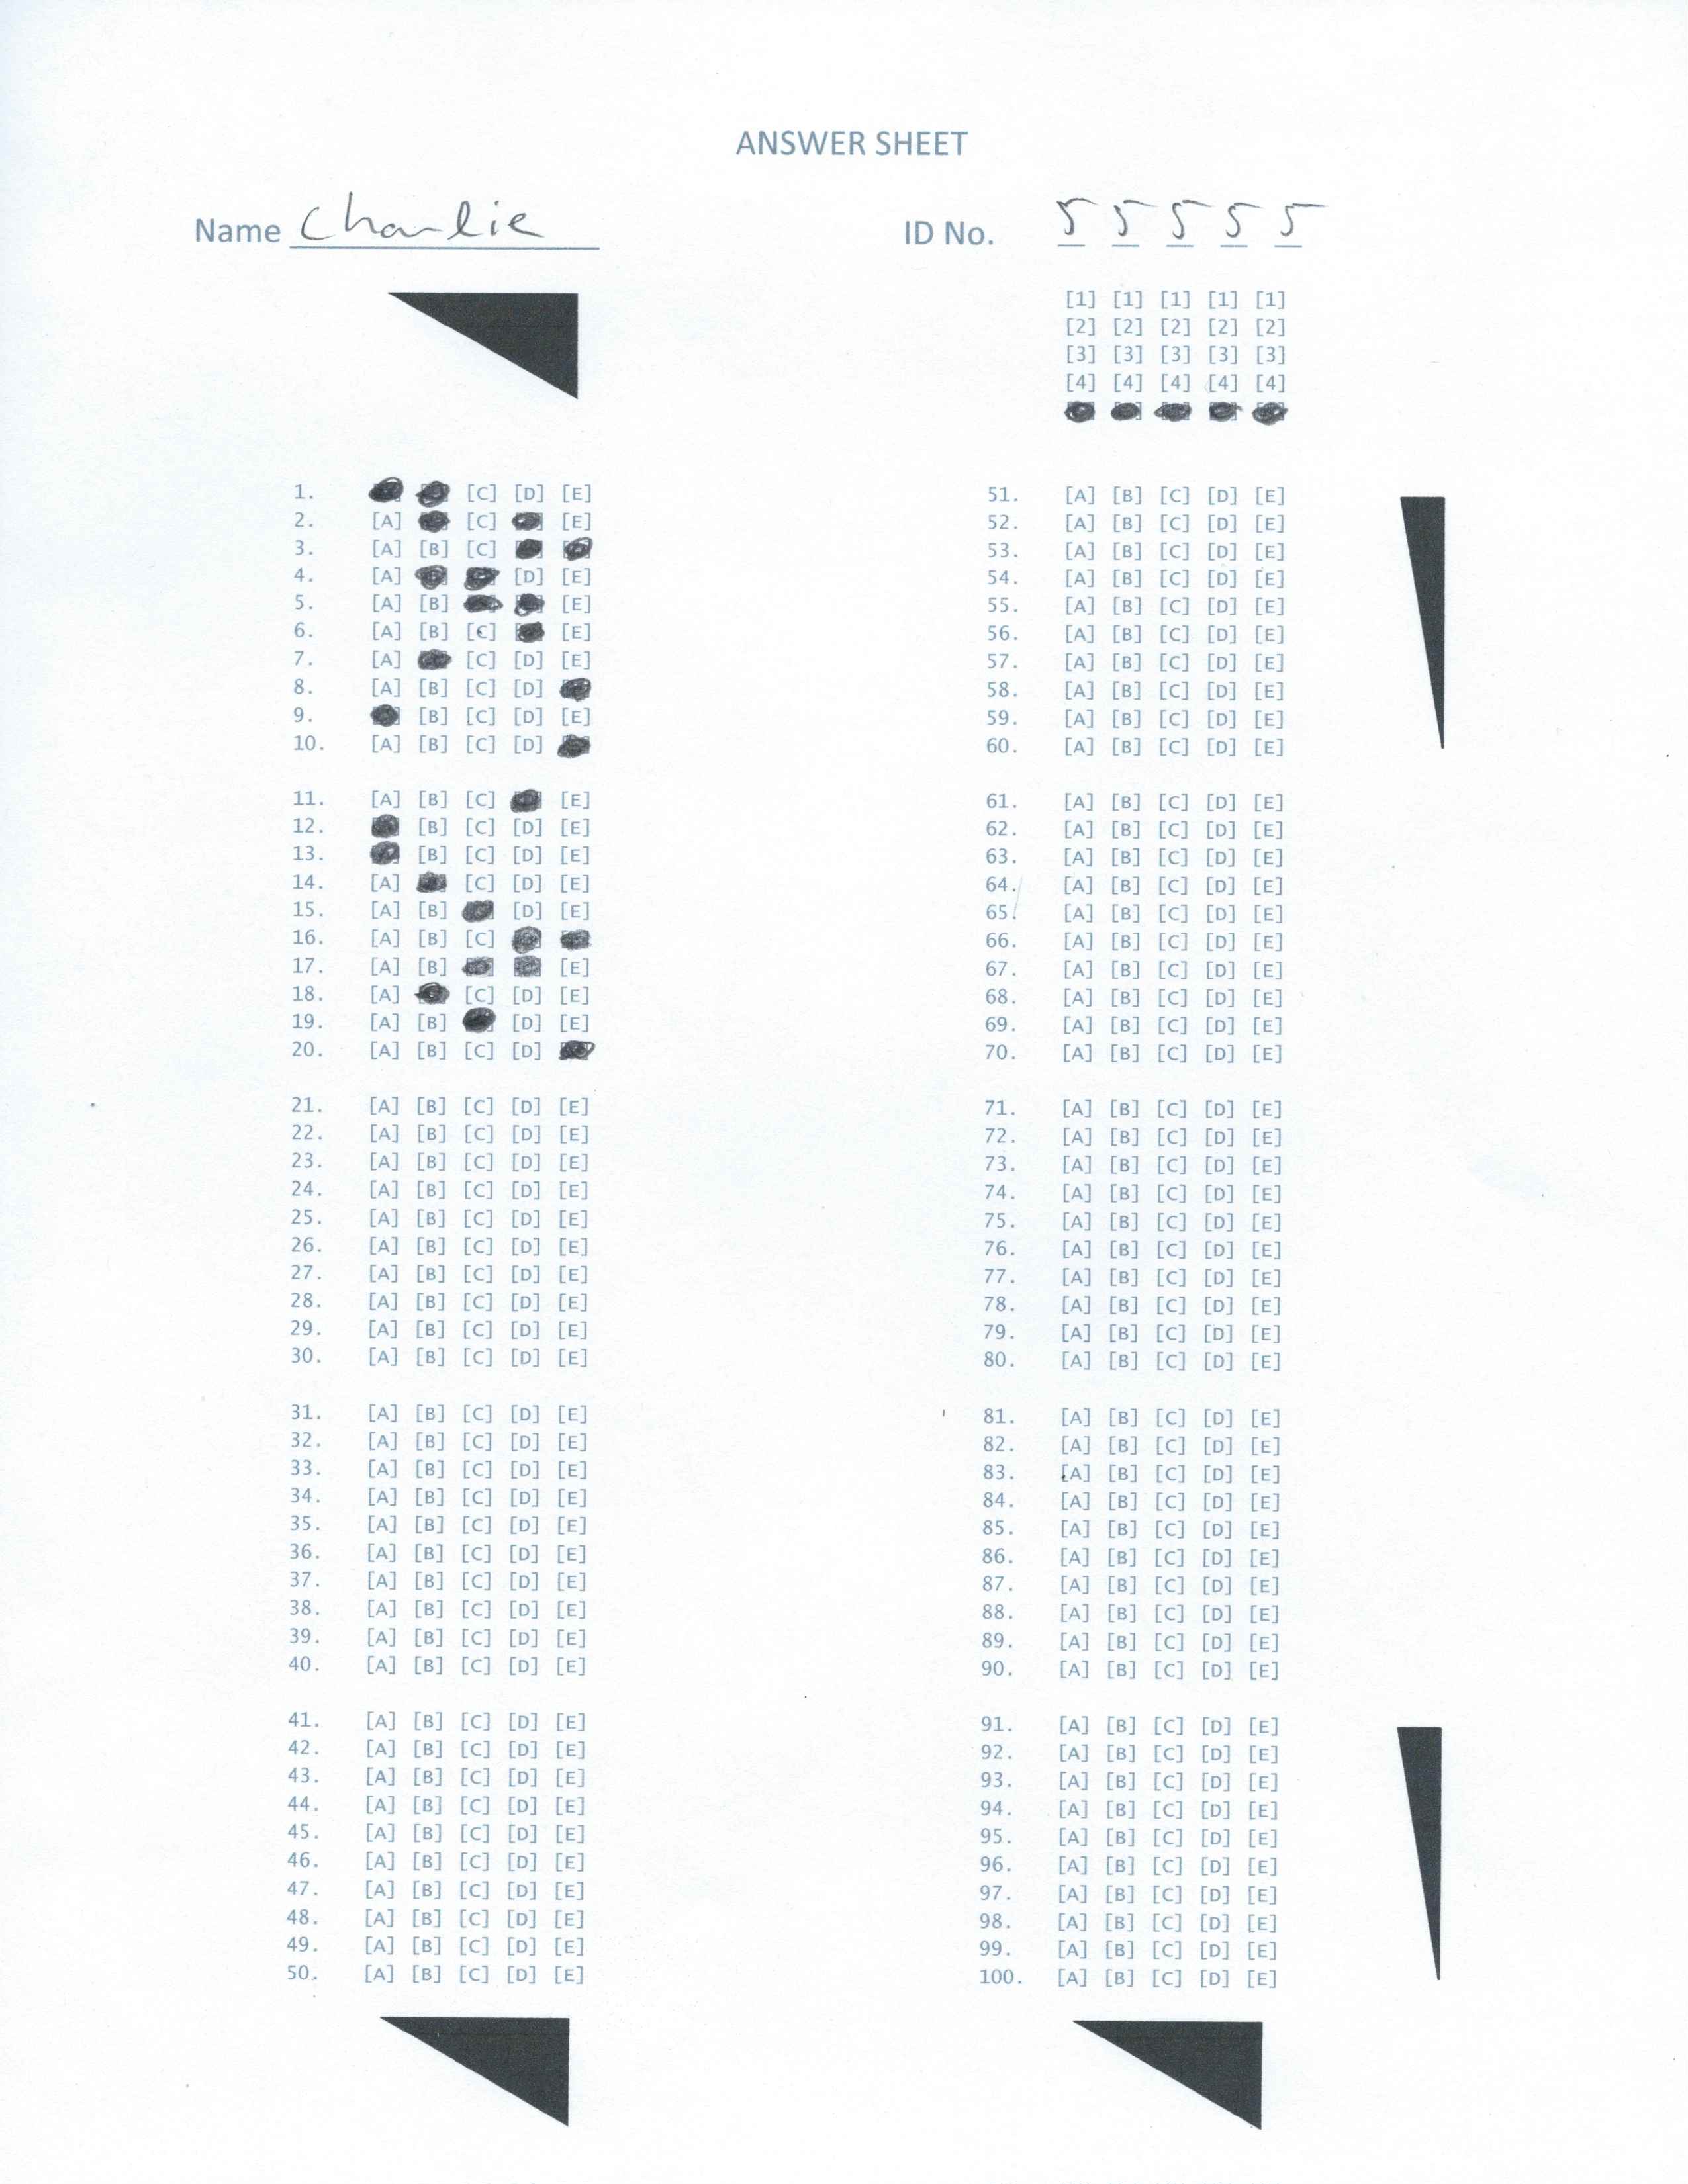 ANSWER SHEET
Name Charlie ID No. 5 5 5 5 5
[1] [1] [1] [1] [1]
[2] [2] [2] [2] [2]
[3] [3] [3] [3] [3]
[4] [4] [4] [4] [4]
1. [C] [D] [E] 51. [A] [B] [C] [D] [E]
2. [A] [C] [E] 52. [A] [B] [C] [D] [E]
3. [A] [B] [C] 53. [A] [B] [C] [D] [E]
4. [A] [D] [E] 54. [A] [B] [C] [D] [E]
5. [A] [B] [E] 55. [A] [B] [C] [D] [E]
6. [A] [B] [C] [E] 56. [A] [B] [C] [D] [E]
7. [A] [C] [D] [E] 57. [A] [B] [C] [D] [E]
8. [A] [B] [C] [D] 58. [A] [B] [C] [D] [E]
9. [B] [C] [D] [E] 59. [A] [B] [C] [D] [E]
10. [A] [B] [C] [D] 60. [A] [B] [C] [D] [E]
11. [A] [B] [C] [E] 61. [A] [B] [C] [D] [E]
12. [B] [C] [D] [E] 62. [A] [B] [C] [D] [E]
13. [B] [C] [D] [E] 63. [A] [B] [C] [D] [E]
14. [A] [C] [D] [E] 64. [A] [B] [C] [D] [E]
15. [A] [B] [D] [E] 65. [A] [B] [C] [D] [E]
16. [A] [B] [C] 66. [A] [B] [C] [D] [E]
17. [A] [B] [E] 67. [A] [B] [C] [D] [E]
18. [A] [C] [D] [E] 68. [A] [B] [C] [D] [E]
19. [A] [B] [D] [E] 69. [A] [B] [C] [D] [E]
20. [A] [B] [C] [D] 70. [A] [B] [C] [D] [E]
21. [A] [B] [C] [D] [E] 71. [A] [B] [C] [D] [E]
22. [A] [B] [C] [D] [E] 72. [A] [B] [C] [D] [E]
23. [A] [B] [C] [D] [E] 73. [A] [B] [C] [D] [E]
24. [A] [B] [C] [D] [E] 74. [A] [B] [C] [D] [E]
25. [A] [B] [C] [D] [E] 75. [A] [B] [C] [D] [E]
26. [A] [B] [C] [D] [E] 76. [A] [B] [C] [D] [E]
27. [A] [B] [C] [D] [E] 77. [A] [B] [C] [D] [E]
28. [A] [B] [C] [D] [E] 78. [A] [B] [C] [D] [E]
29. [A] [B] [C] [D] [E] 79. [A] [B] [C] [D] [E]
30. [A] [B] [C] [D] [E] 80. [A] [B] [C] [D] [E]
31. [A] [B] [C] [D] [E] 81. [A] [B] [C] [D] [E]
32. [A] [B] [C] [D] [E] 82. [A] [B] [C] [D] [E]
33. [A] [B] [C] [D] [E] 83. [A] [B] [C] [D] [E]
34. [A] [B] [C] [D] [E] 84. [A] [B] [C] [D] [E]
35. [A] [B] [C] [D] [E] 85. [A] [B] [C] [D] [E]
36. [A] [B] [C] [D] [E] 86. [A] [B] [C] [D] [E]
37. [A] [B] [C] [D] [E] 87. [A] [B] [C] [D] [E]
38. [A] [B] [C] [D] [E] 88. [A] [B] [C] [D] [E]
39. [A] [B] [C] [D] [E] 89. [A] [B] [C] [D] [E]
40. [A] [B] [C] [D] [E] 90. [A] [B] [C] [D] [E]
41. [A] [B] [C] [D] [E] 91. [A] [B] [C] [D] [E]
42. [A] [B] [C] [D] [E] 92. [A] [B] [C] [D] [E]
43. [A] [B] [C] [D] [E] 93. [A] [B] [C] [D] [E]
44. [A] [B] [C] [D] [E] 94. [A] [B] [C] [D] [E]
45. [A] [B] [C] [D] [E] 95. [A] [B] [C] [D] [E]
46. [A] [B] [C] [D] [E] 96. [A] [B] [C] [D] [E]
47. [A] [B] [C] [D] [E] 97. [A] [B] [C] [D] [E]
48. [A] [B] [C] [D] [E] 98. [A] [B] [C] [D] [E]
49. [A] [B] [C] [D] [E] 99. [A] [B] [C] [D] [E]
50. [A] [B] [C] [D] [E] 100. [A] [B] [C] [D] [E]